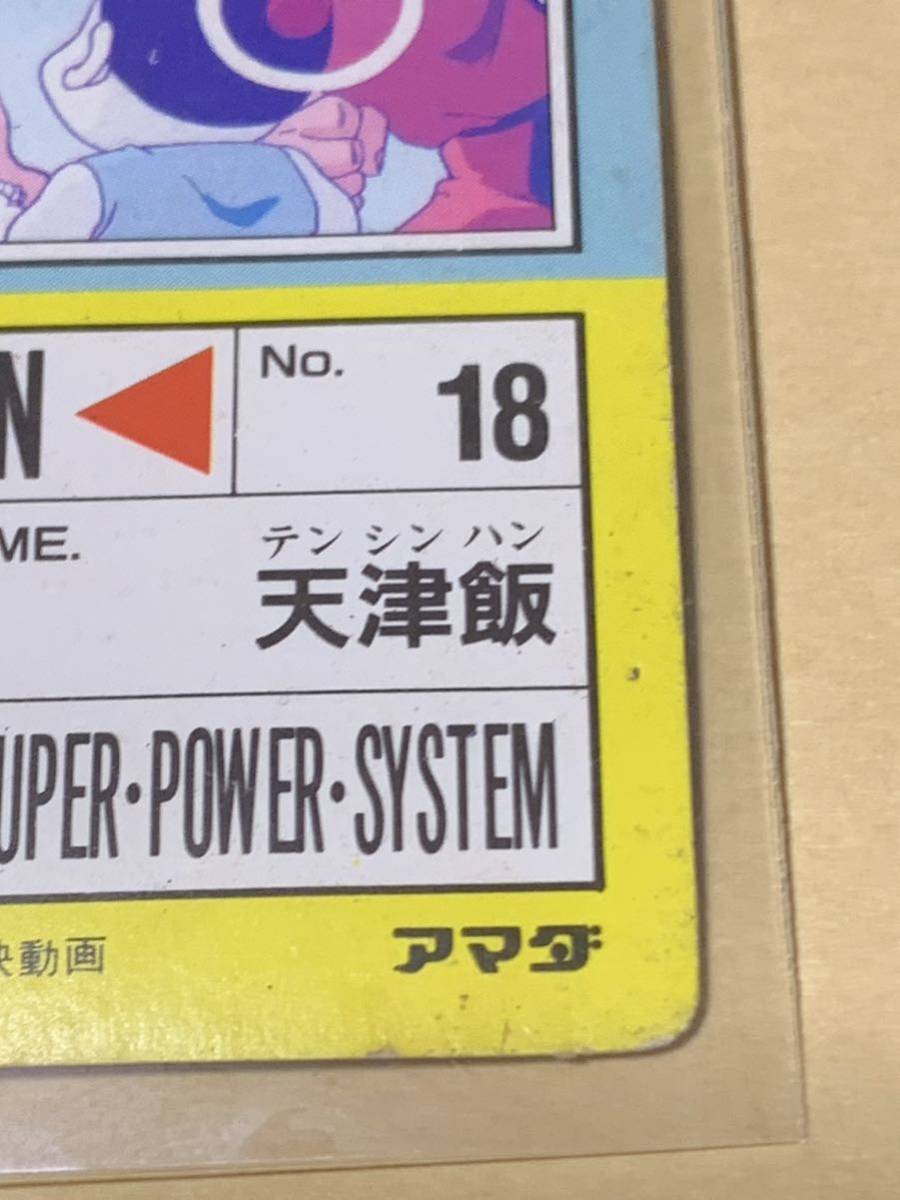 N
No.
18
ME.
テン シン ハン
天津飯
UPER・POWER・SYSTEM
動画
アマダ